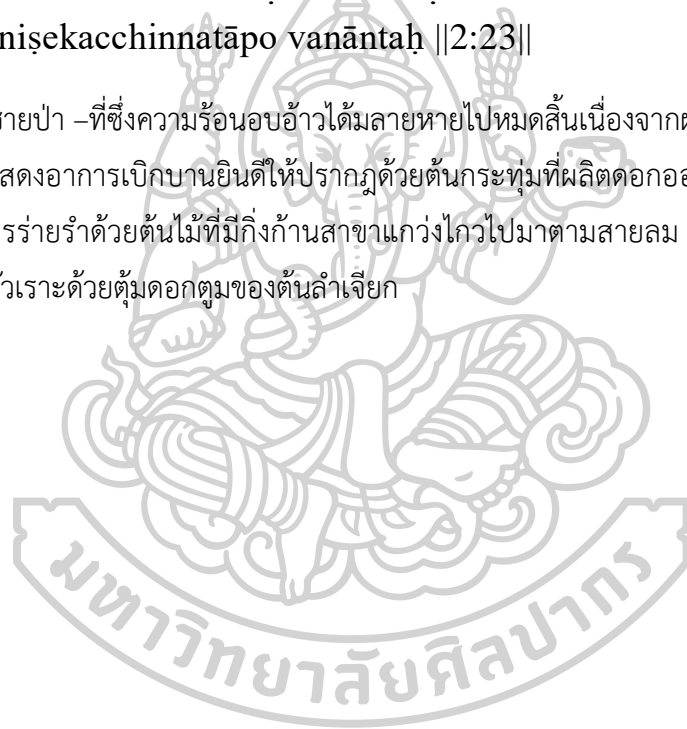 niṣekacchinnatāpo vanāntaḥ ||2:23||
ชายป่า –ที่ซึ่งความร้อนอบอ้าวได้มลายหายไปหมดสิ้นเนื่องจาก
สดงอาการเบิกบานยินดีให้ปรากฏด้วยต้นกระทุ่มที่ผลิตดอกออ
รร่ายรำด้วยต้นไม้ที่มีกิ่งก้านสาขาแกว่งไกวไปมาตามสายลม
ัวเราะด้วยตุ้มดอกตูมของต้นลำเจียก
มหาวิทยาลัยศิลปากร